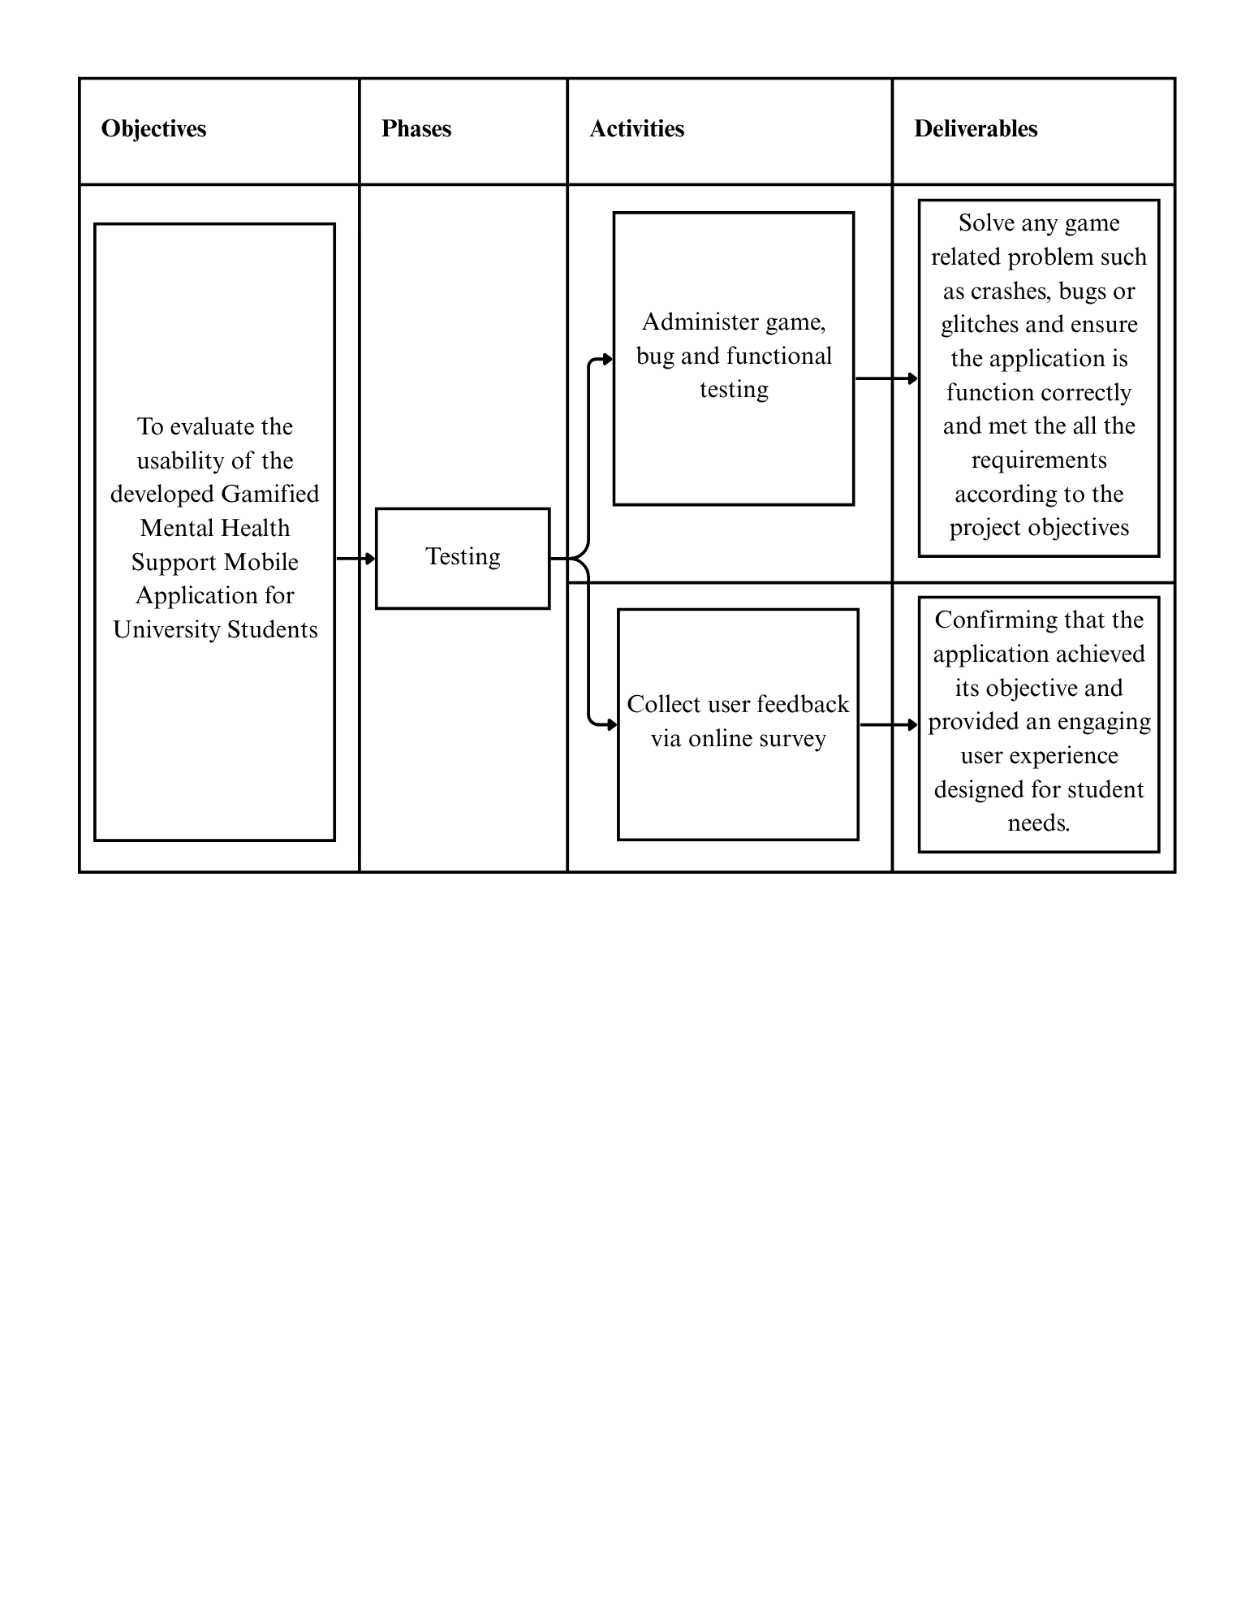 Objectives
Phases
Activities
Deliverables
To evaluate the
usability of the
developed Gamified
Mental Health
Support Mobile
Application for
University Students
Testing
Administer game,
bug and functional
testing
Solve any game
related problem such
as crashes, bugs or
glitches and ensure
the application is
function correctly
and met the all the
requirements
according to the
project objectives
Collect user feedback
via online survey
Confirming that the
application achieved
its objective and
provided an engaging
user experience
designed for student
needs.